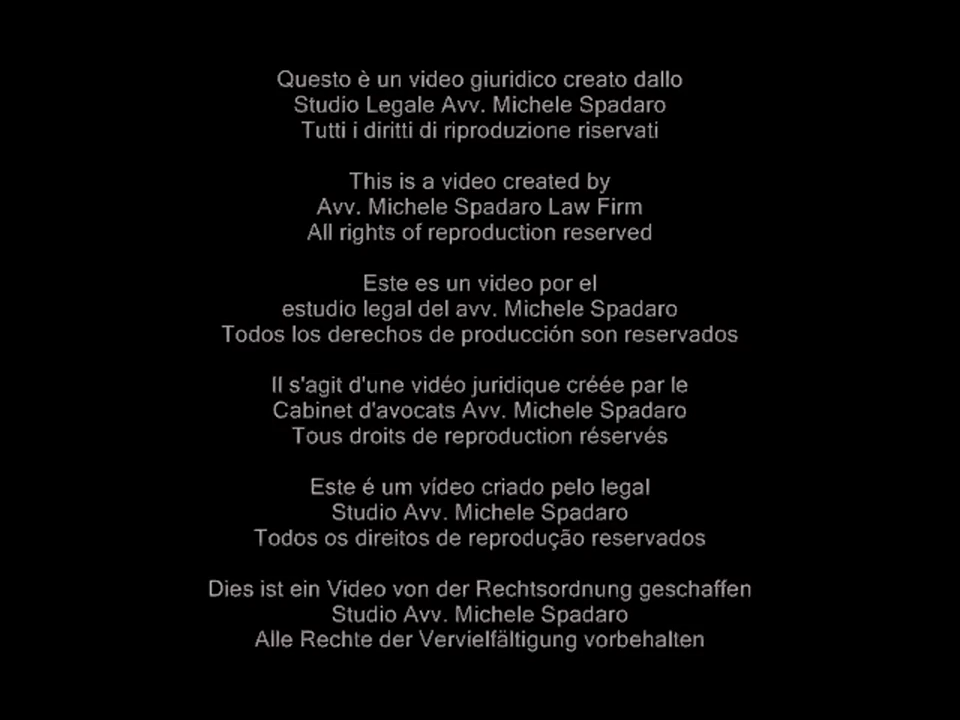 Questo è un video giuridico creato dallo
Studio Legale Avv. Michele Spadaro
Tutti i diritti di riproduzione riservati
This is a video created by
Avv. Michele Spadaro Law Firm
All rights of reproduction reserved
Este es un video por el
estudio legal del avv. Michele Spadaro
Todos los derechos de producción son reservados
Il s'agit d'une vidéo juridique créée par le
Cabinet d'avocats Avv. Michele Spadaro
Tous droits de reproduction réservés
Este é um vídeo criado pelo legal
Studio Avv. Michele Spadaro
Todos os direitos de reprodução reservados
Dies ist ein Video von der Rechtsordnung geschaffen
Studio Avv. Michele Spadaro
Alle Rechte der Vervielfältigung vorbehalten